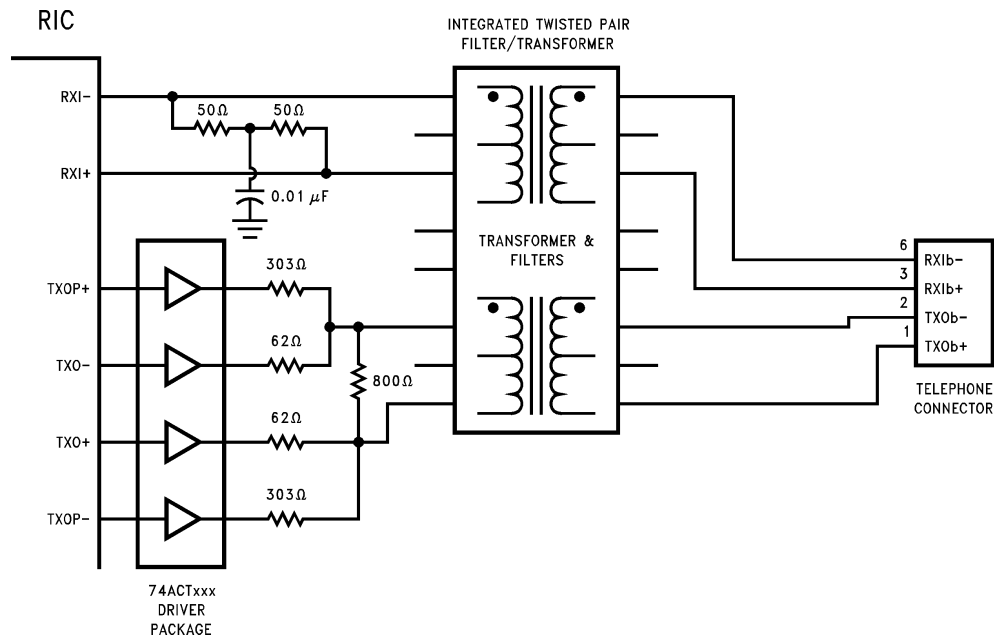 RIC
INTEGRATED TWISTED PAIR
FILTER/TRANSFORMER
RXI-
50Ω 50Ω
RXI+
0.01 μF
TRANSFORMER &
FILTERS
TXOP+
303Ω
TXO-
62Ω
800Ω
TXO+
62Ω
TXOP-
303Ω
6 RXIb-
3 RXIb+
2 TXOb-
1 TXOb+
TELEPHONE
CONNECTOR
74ACTxxx
DRIVER
PACKAGE